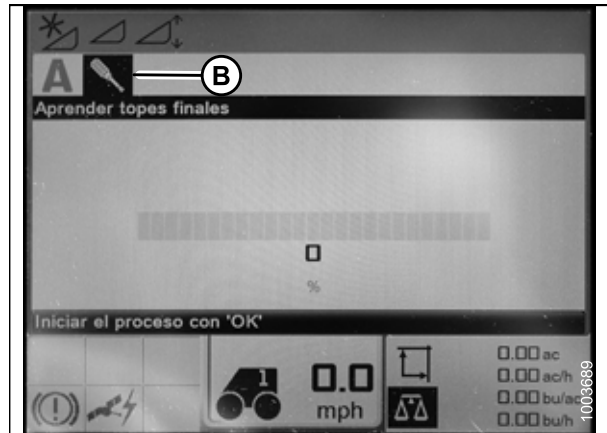 A
B
Aprender topes finales
0
%
Iniciar el proceso con 'OK'
1
0.0
mph
0.00 ac
0.00 ac/h
0.00 bu/ac
0.00 bu/h
1003689